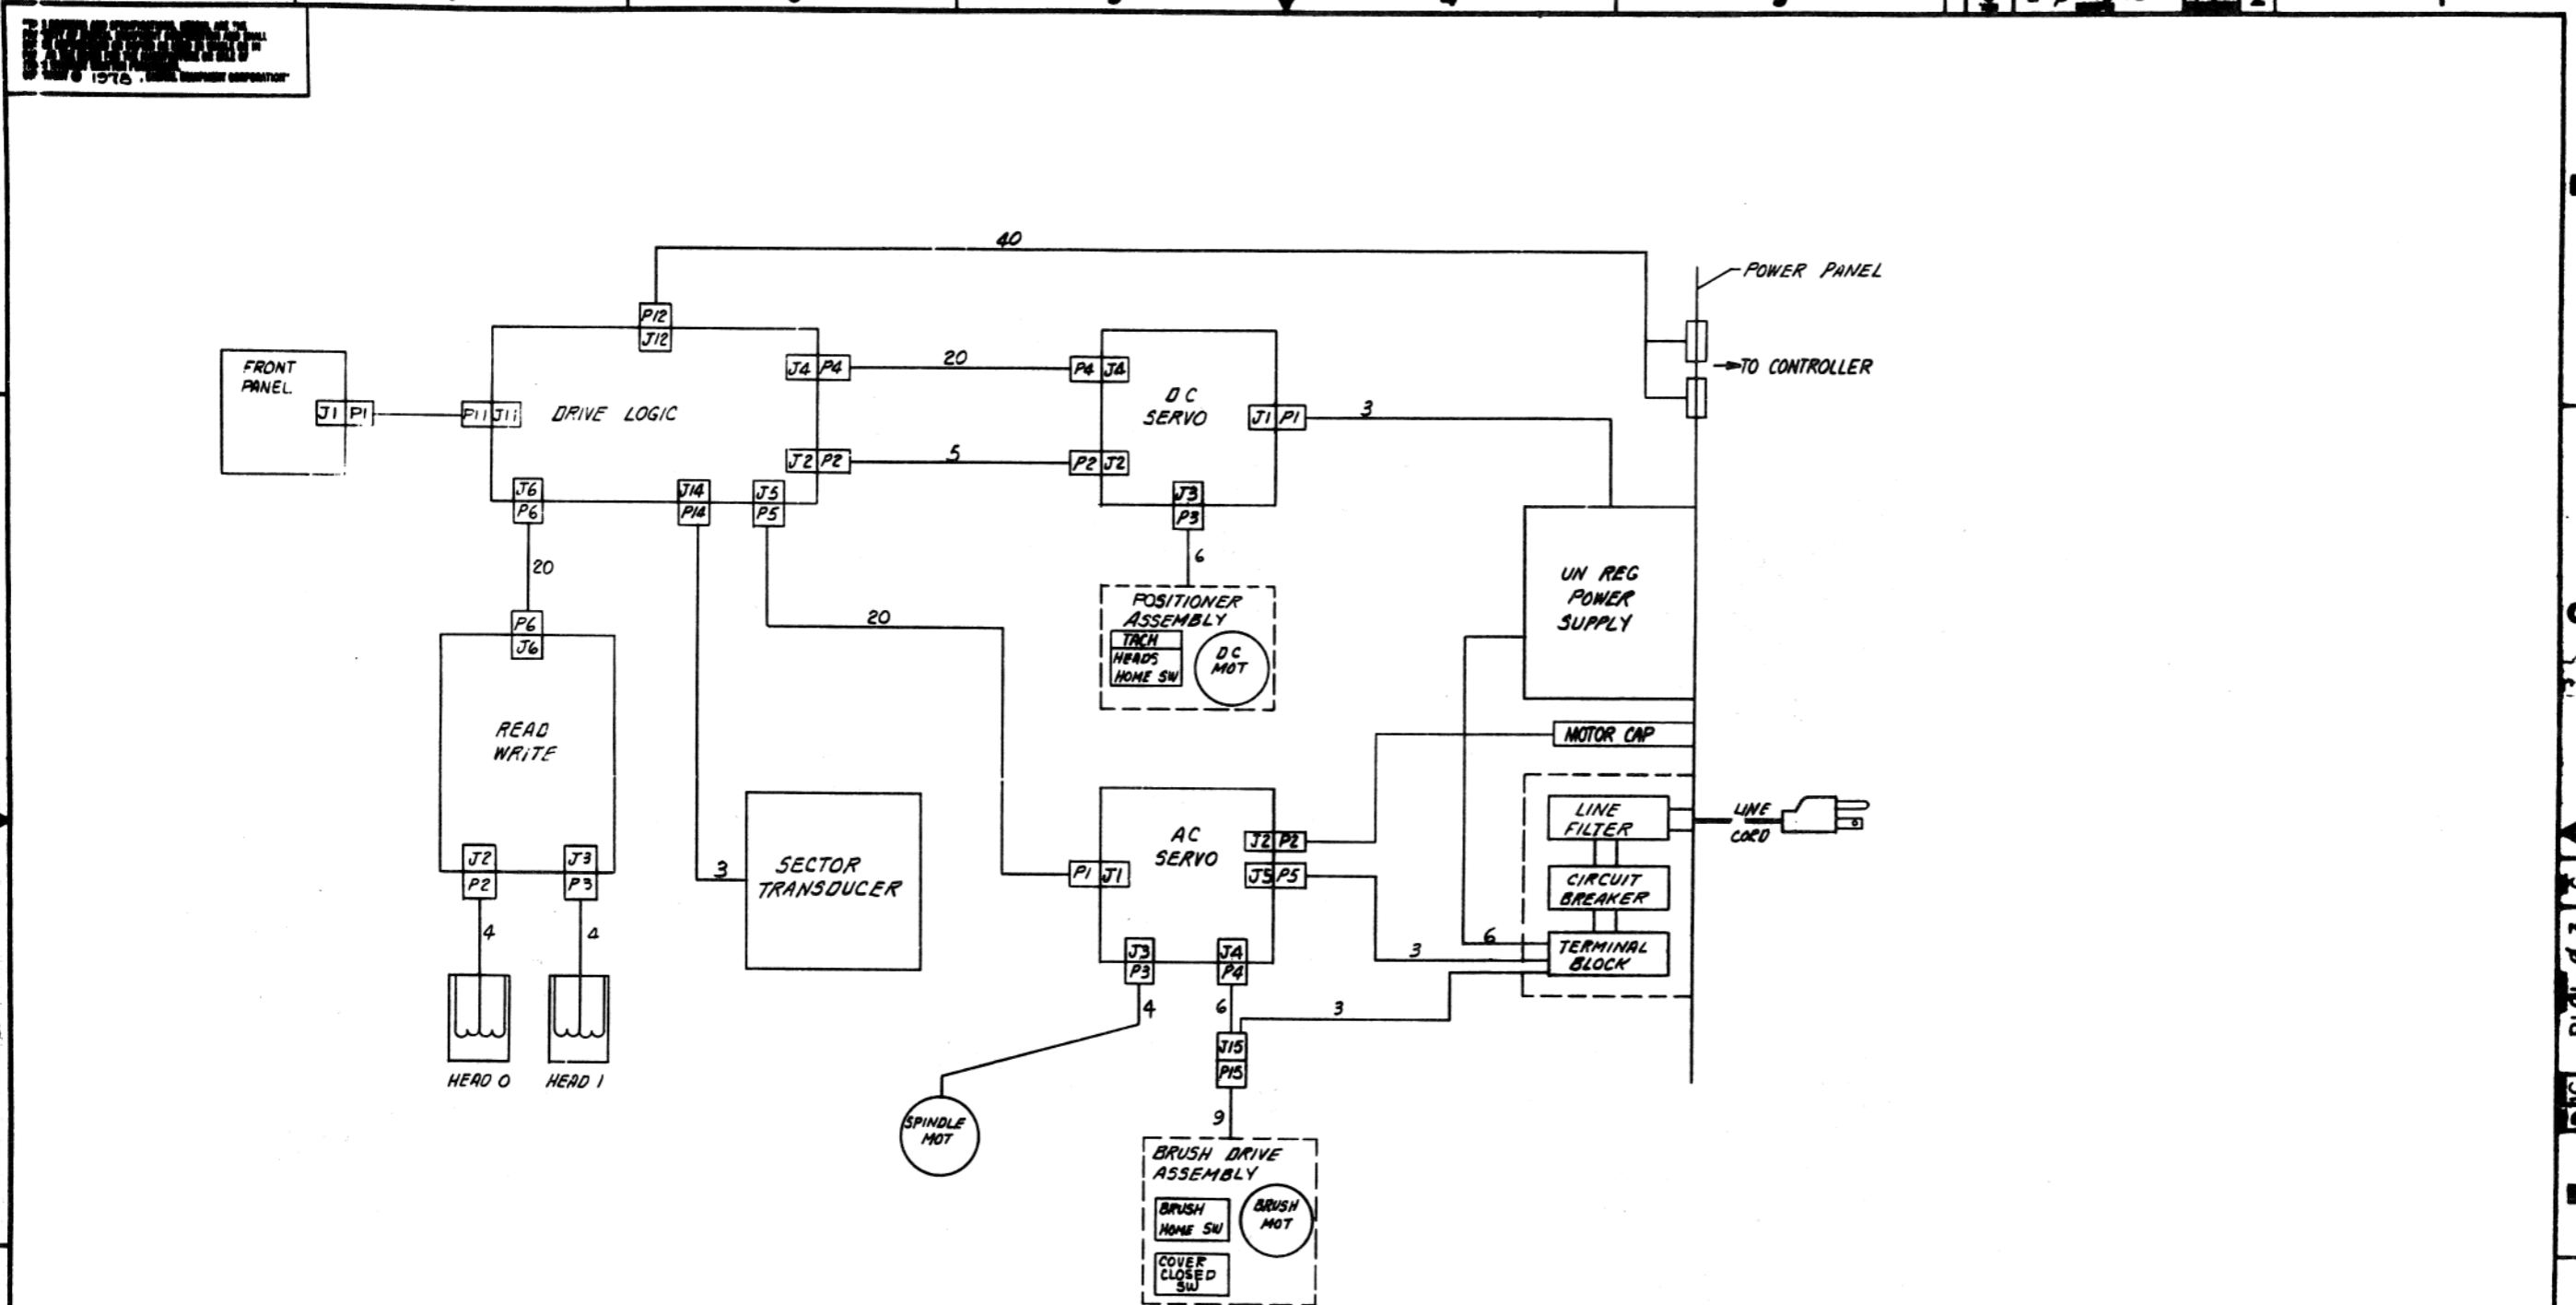 1978
EQUIPMENT CORPORATION"
40
POWER PANEL
P12
J12
FRONT
PANEL
J1 P1
P11 J11
DRIVE LOGIC
J4 P4
20
P4 J4
DC
SERVO
J1 P1
3
TO CONTROLLER
J2 P2
5
P2 J2
J6
P6
J14
P14
J5
P5
J3
P3
20
6
UN REG
POWER
SUPPLY
P6
J6
20
POSITIONER
ASSEMBLY
TACH
HEADS
HOME SW
DC
MOT
READ
WRITE
MOTOR CAP
SECTOR
TRANSDUCER
3
AC
SERVO
J2 P2
J5 P5
P1 J1
LINE
FILTER
LINE
CORD
CIRCUIT
BREAKER
TERMINAL
BLOCK
6
3
J2
P2
J3
P3
4
4
HEAD 0
HEAD 1
J3
P3
J4
P4
4
6
3
J15
P15
9
SPINDLE
MOT
BRUSH DRIVE
ASSEMBLY
BRUSH
HOME SW
BRUSH
MOT
COVER
CLOSED
SW